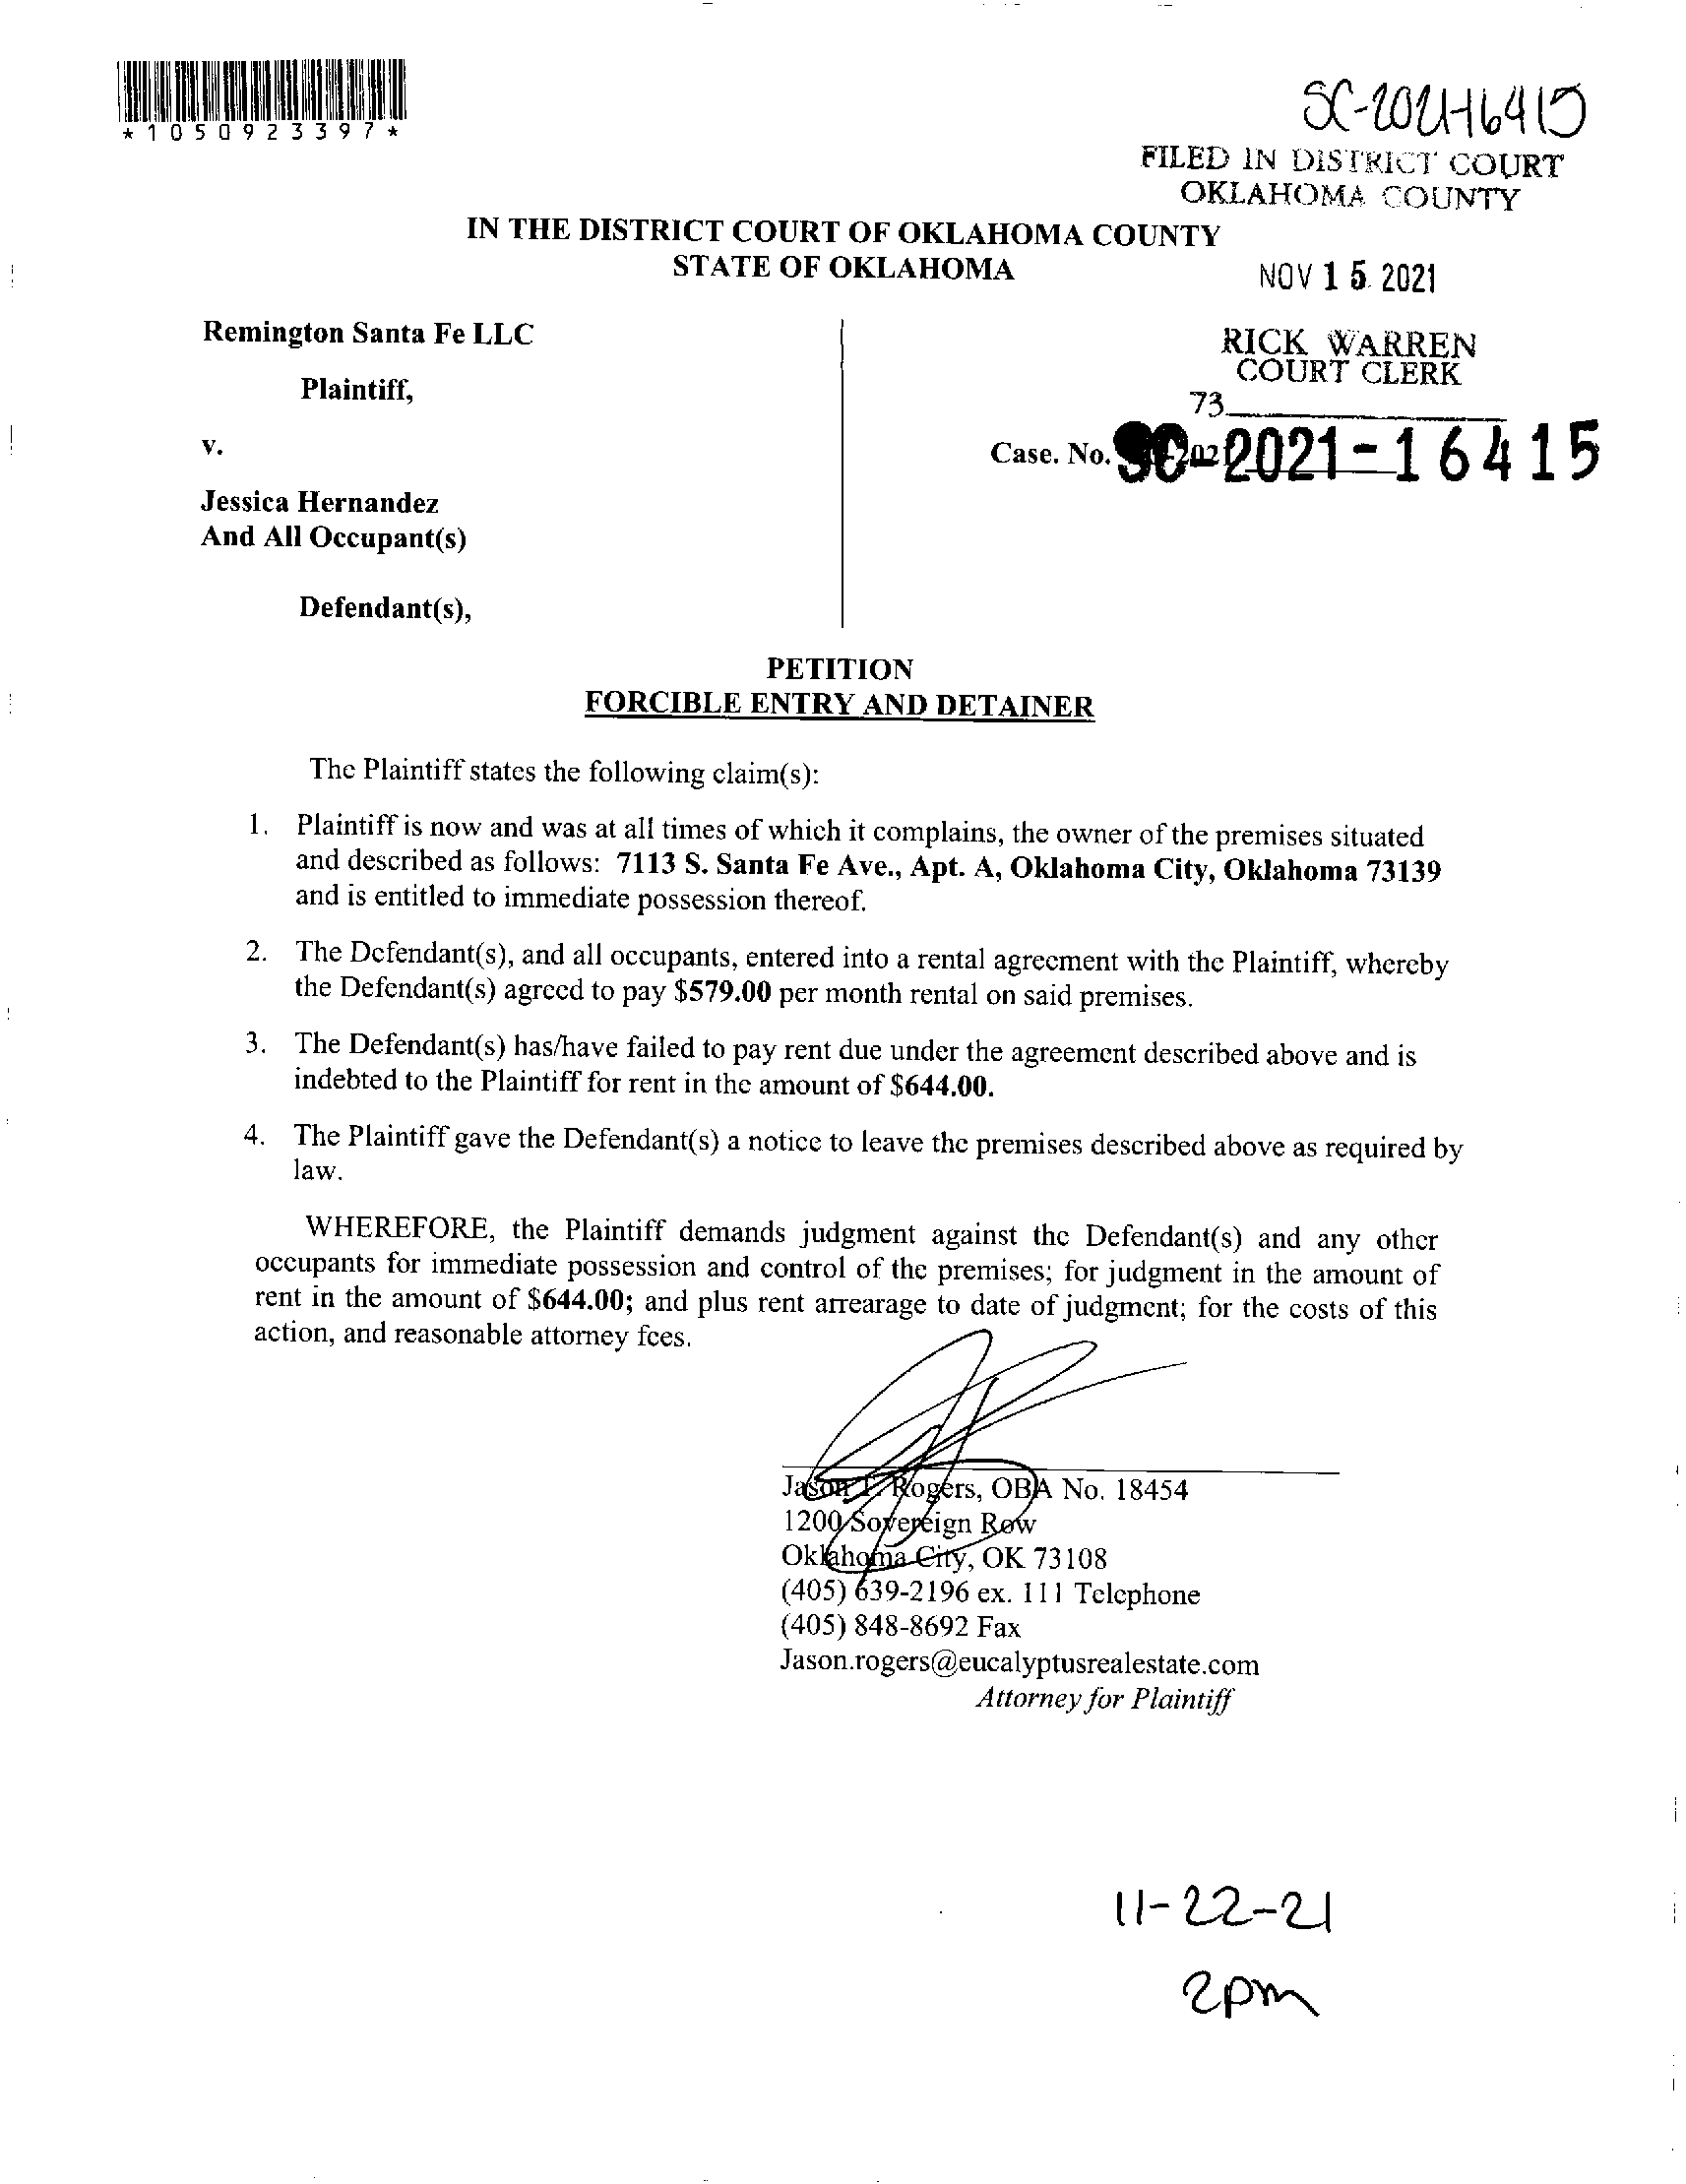 *1050923397*
SC-2021-16415
FILED IN DISTRICT COURT
OKLAHOMA COUNTY
IN THE DISTRICT COURT OF OKLAHOMA COUNTY
STATE OF OKLAHOMA
NOV 15 2021
Remington Santa Fe LLC
RICK WARREN
COURT CLERK
Plaintiff,
73
v.
Case. No. SC-2021-16415
Jessica Hernandez
And All Occupant(s)
Defendant(s),
PETITION
FORCIBLE ENTRY AND DETAINER
The Plaintiff states the following claim(s):
1. Plaintiff is now and was at all times of which it complains, the owner of the premises situated
and described as follows: 7113 S. Santa Fe Ave., Apt. A, Oklahoma City, Oklahoma 73139
and is entitled to immediate possession thereof.
2. The Defendant(s), and all occupants, entered into a rental agreement with the Plaintiff, whereby
the Defendant(s) agreed to pay $579.00 per month rental on said premises.
3. The Defendant(s) has/have failed to pay rent due under the agreement described above and is
indebted to the Plaintiff for rent in the amount of $644.00.
4. The Plaintiff gave the Defendant(s) a notice to leave the premises described above as required by
law.
WHEREFORE, the Plaintiff demands judgment against the Defendant(s) and any other
occupants for immediate possession and control of the premises; for judgment in the amount of
rent in the amount of $644.00; and plus rent arrearage to date of judgment; for the costs of this
action, and reasonable attorney fees.
Jason Rogers, OBA No. 18454
1200 Sovereign Row
Oklahoma City, OK 73108
(405) 639-2196 ex. 111 Telephone
(405) 848-8692 Fax
Jason.rogers@eucalyptusrealestate.com
Attorney for Plaintiff
11-22-21
2pm